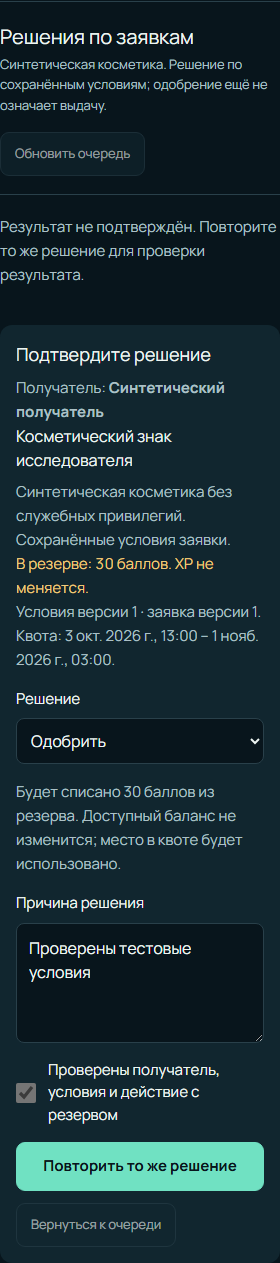 Решения по заявкам
Синтетическая косметика. Решение по
сохранённым условиям; одобрение ещё не
означает выдачу.
Обновить очередь
Результат не подтверждён. Повторите
то же решение для проверки
результата.
Подтвердите решение
Получатель: Синтетический
получатель
Косметический знак
исследователя
Синтетическая косметика без
служебных привилегий.
Сохранённые условия заявки.
В резерве: 30 баллов. XP не
меняется.
Условия версии 1 · заявка версии 1.
Квота: 3 окт. 2026 г., 13:00 – 1 нояб.
2026 г., 03:00.
Решение
Одобрить
Будет списано 30 баллов из
резерва. Доступный баланс не
изменится; место в квоте будет
использовано.
Причина решения
Проверены тестовые
условия
Проверены получатель,
условия и действие с
резервом
Повторить то же решение
Вернуться к очереди